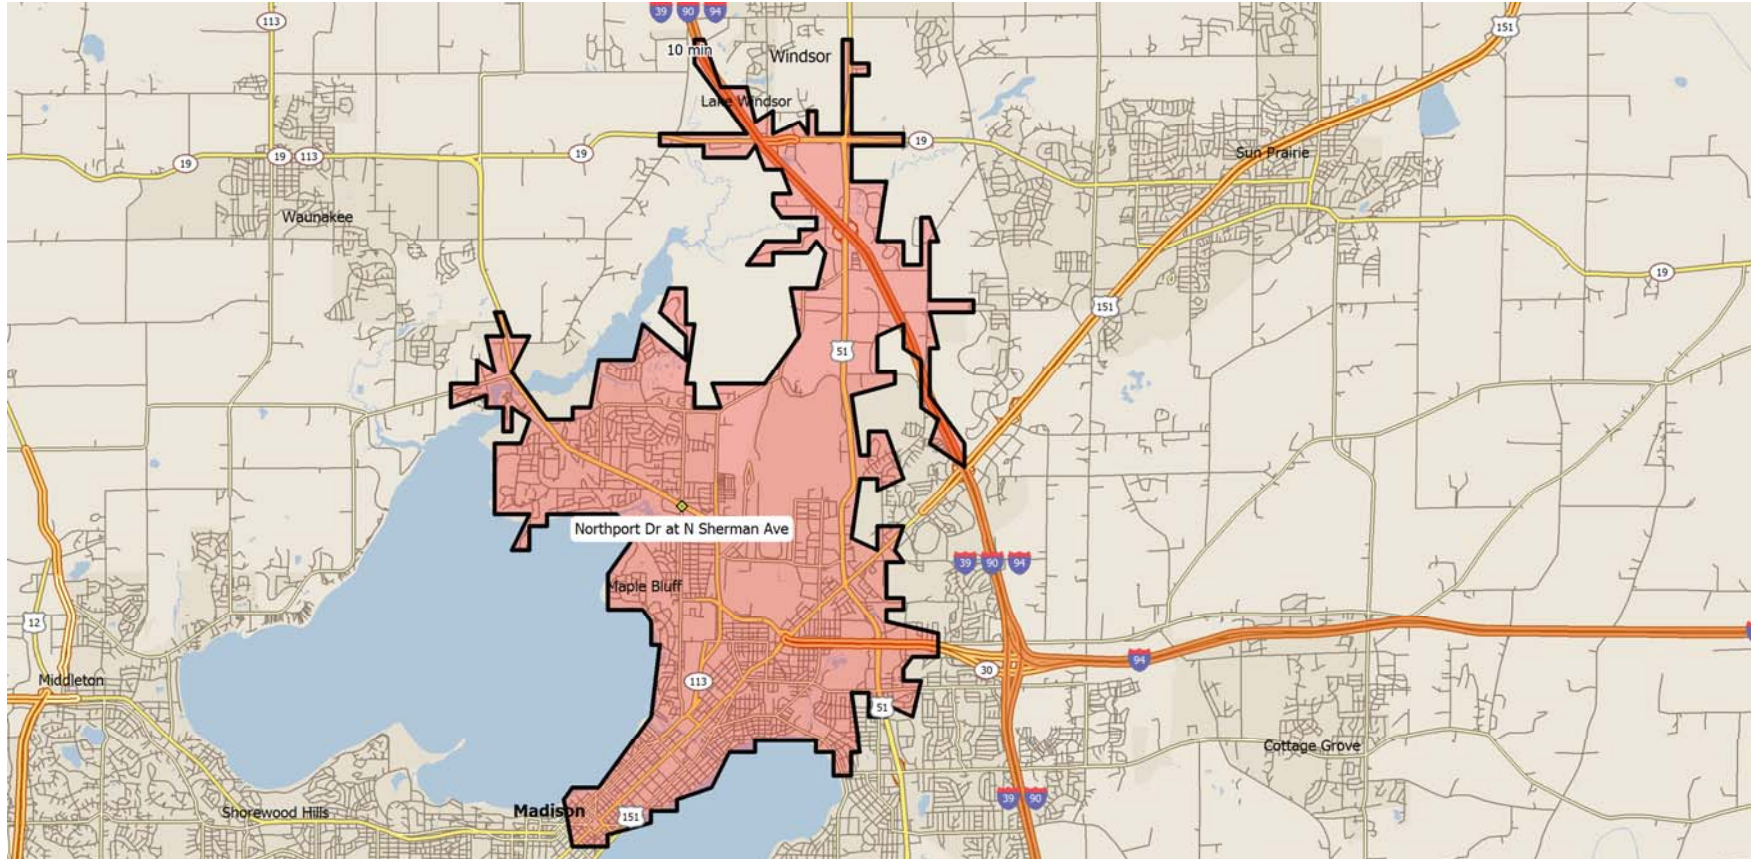 39 90 94
113
151
10 min
Windsor
Lake Windsor
19
19
113
19
19
Sun Prairie
Waunakee
19
151
51
Northport Dr at N Sherman Ave
39 90 94
Maple Bluff
12
94
30
Middleton
113
51
Cottage Grove
39 90
Shorewood Hills
Madison
151